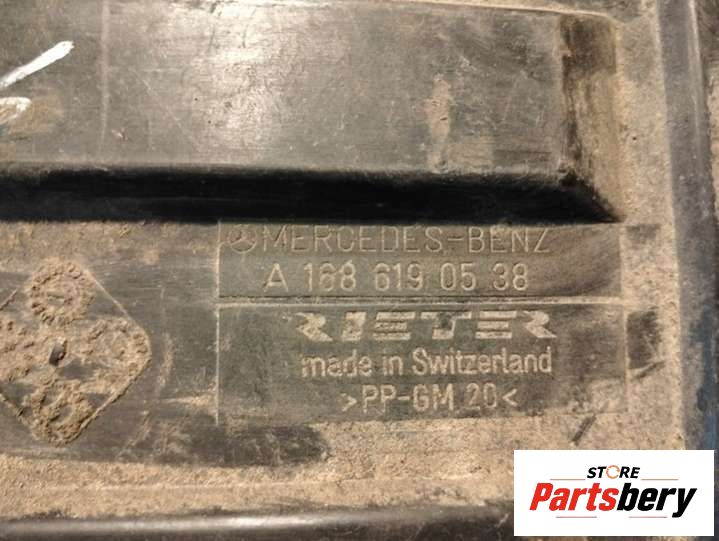 MERCEDES-BENZ
A 168 619 05 38
RIETER
made in Switzerland
>PP-GM 20<
STORE
Partsbery